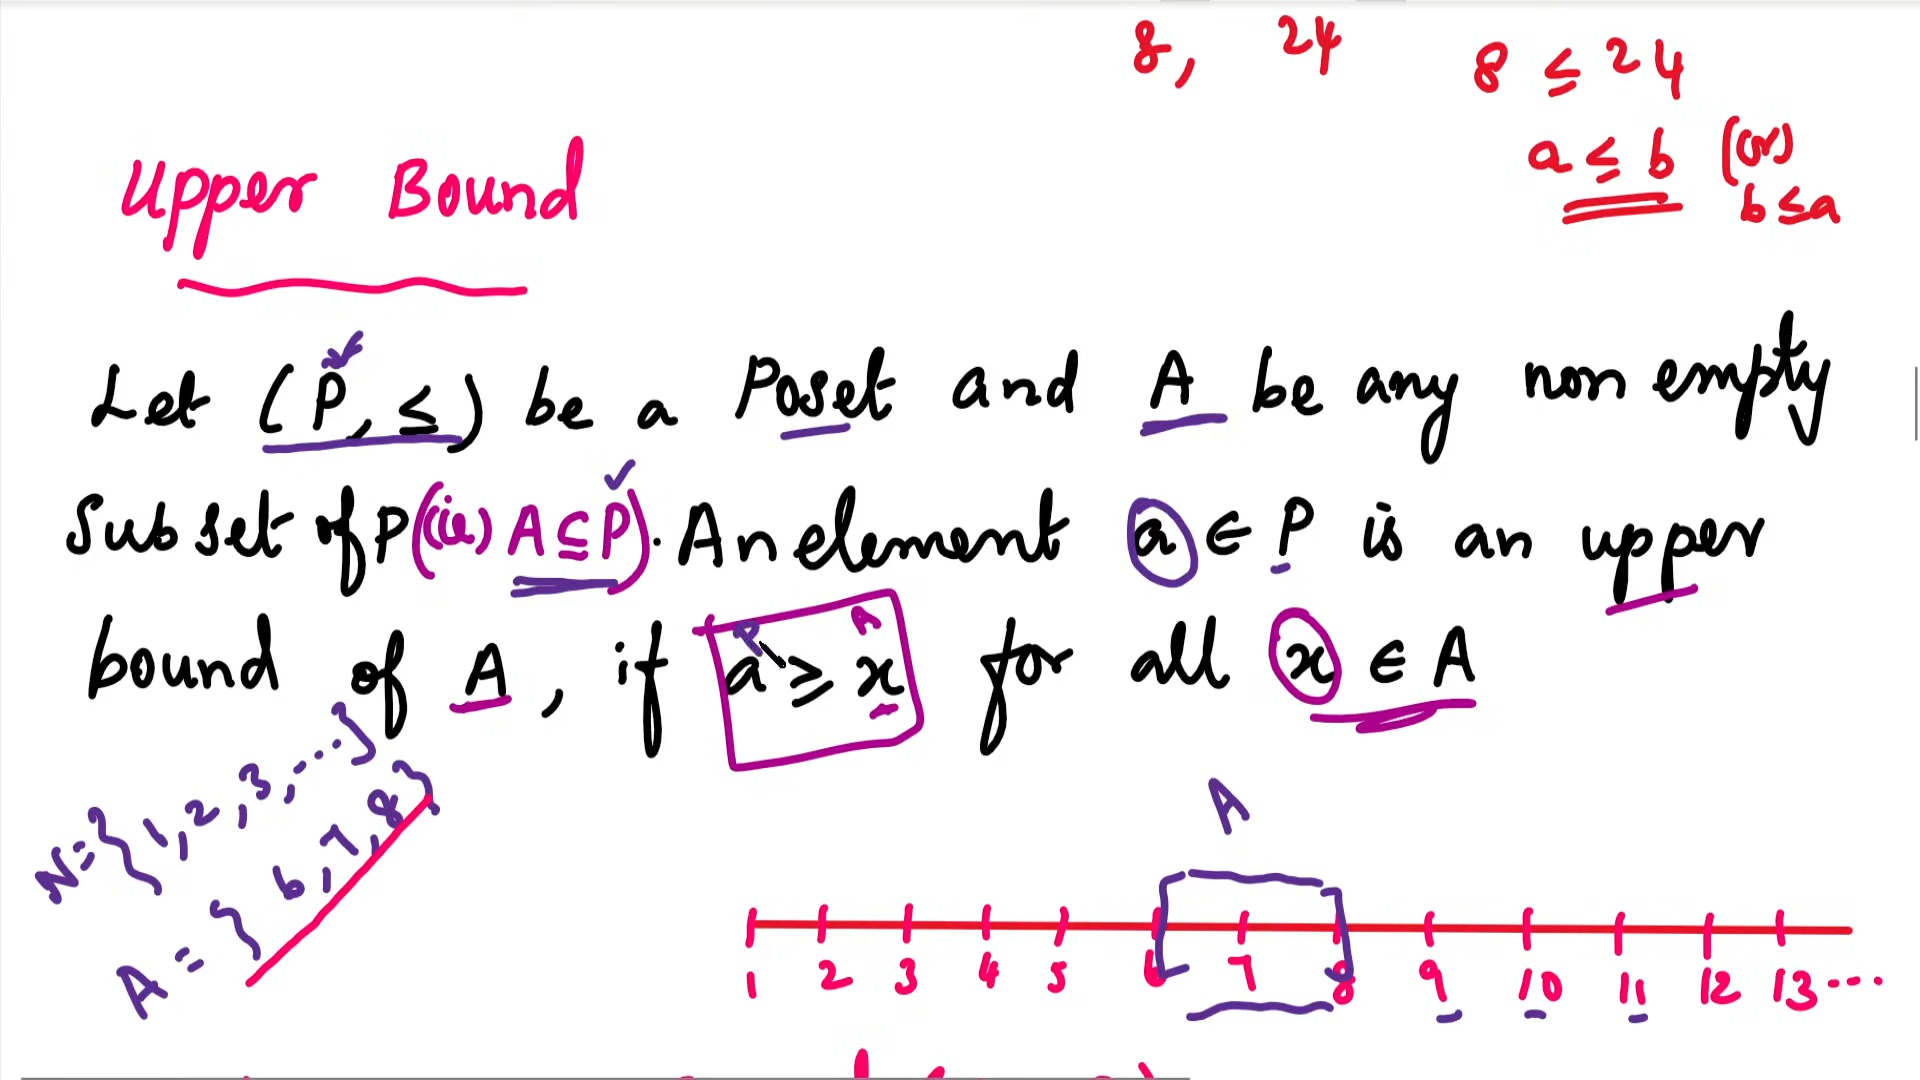 8, 24 8 ≤ 24
a ≤ b (or)
b ≤ a
Upper Bound
Let (P, ≤) be a Poset and A be any non empty
Subset of P ((ie) A ⊆ P). An element a ∈ P is an upper
bound of A, if a ≥ x for all x ∈ A
P A
N = {1, 2, 3, ...}
A = {6, 7, 8}
A
1 2 3 4 5 6 7 8 9 10 11 12 13 ...